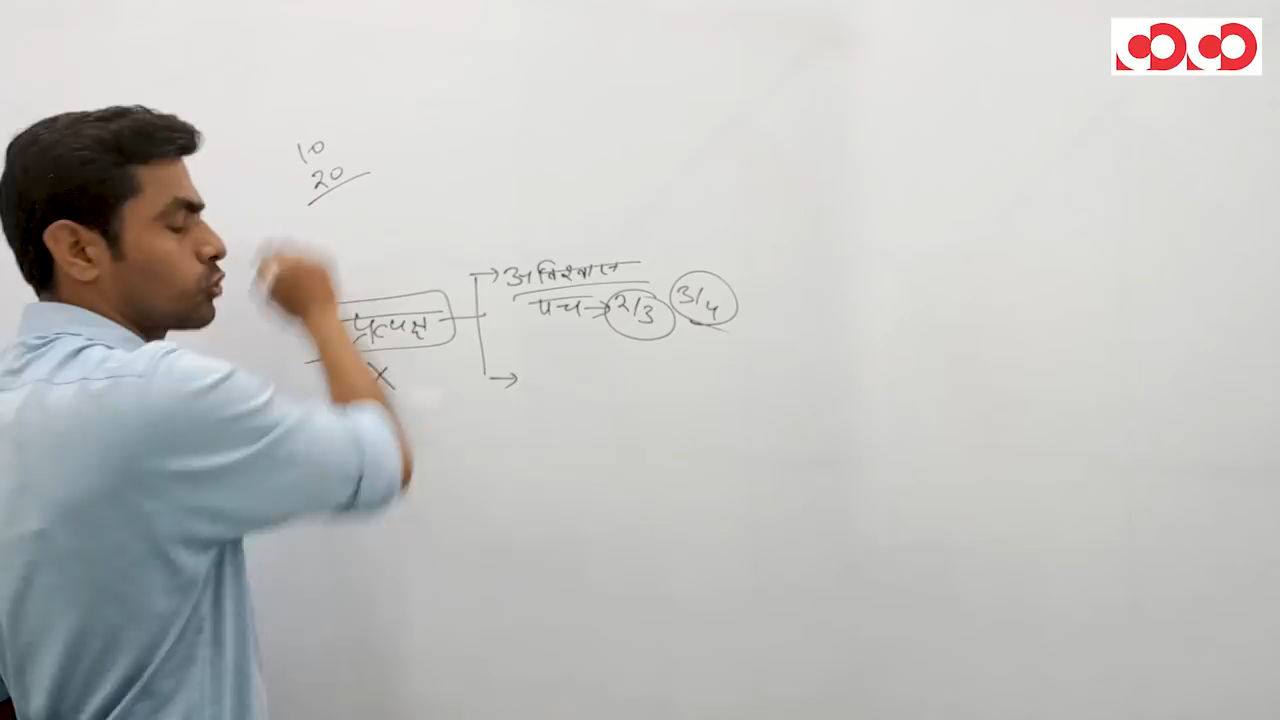 10
20
प्रत्यक्ष
X
→ अविश्वास
पंच → 2/3 3/4
→